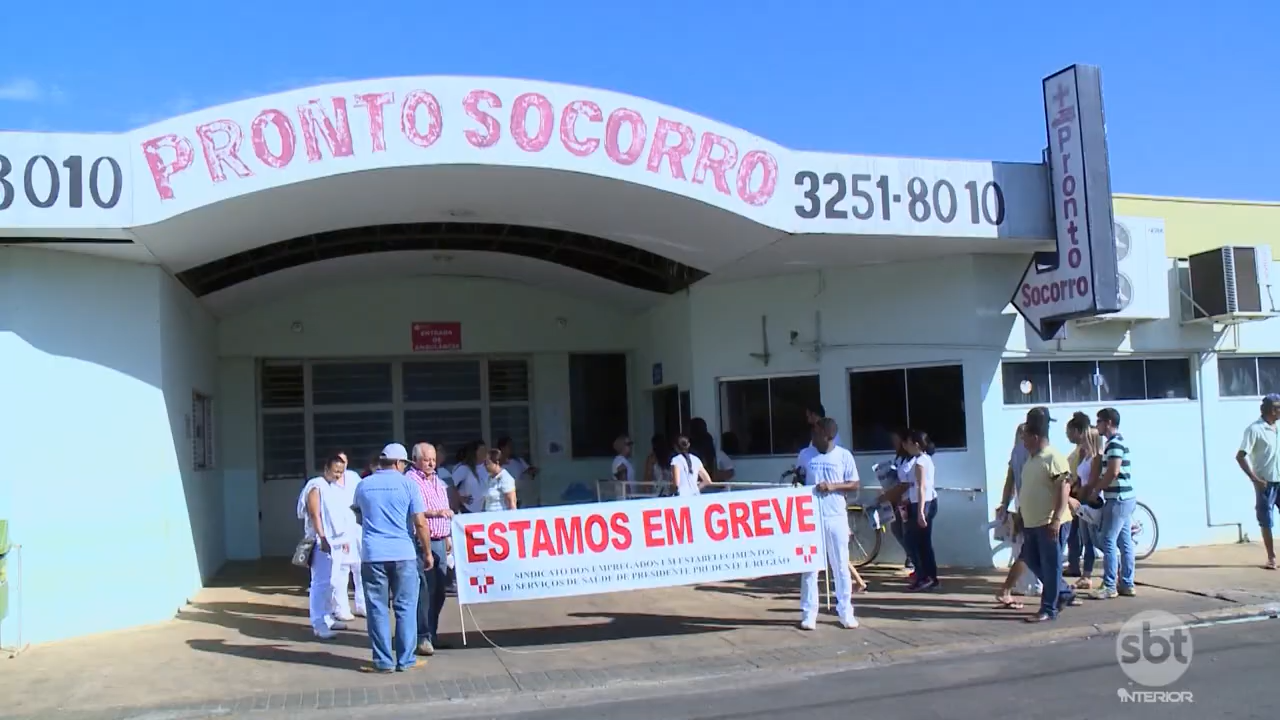 PRONTO SOCORRO
3010
3251-8010
+ Pronto
Socorro
ENTRADA
DE
AMBULÂNCIA
ESTAMOS EM GREVE
SINDICATO DOS EMPREGADOS EM ESTABELECIMENTOS
DE SERVIÇOS DE SAÚDE DE PRESIDENTE PRUDENTE E REGIÃO
sbt
INTERIOR